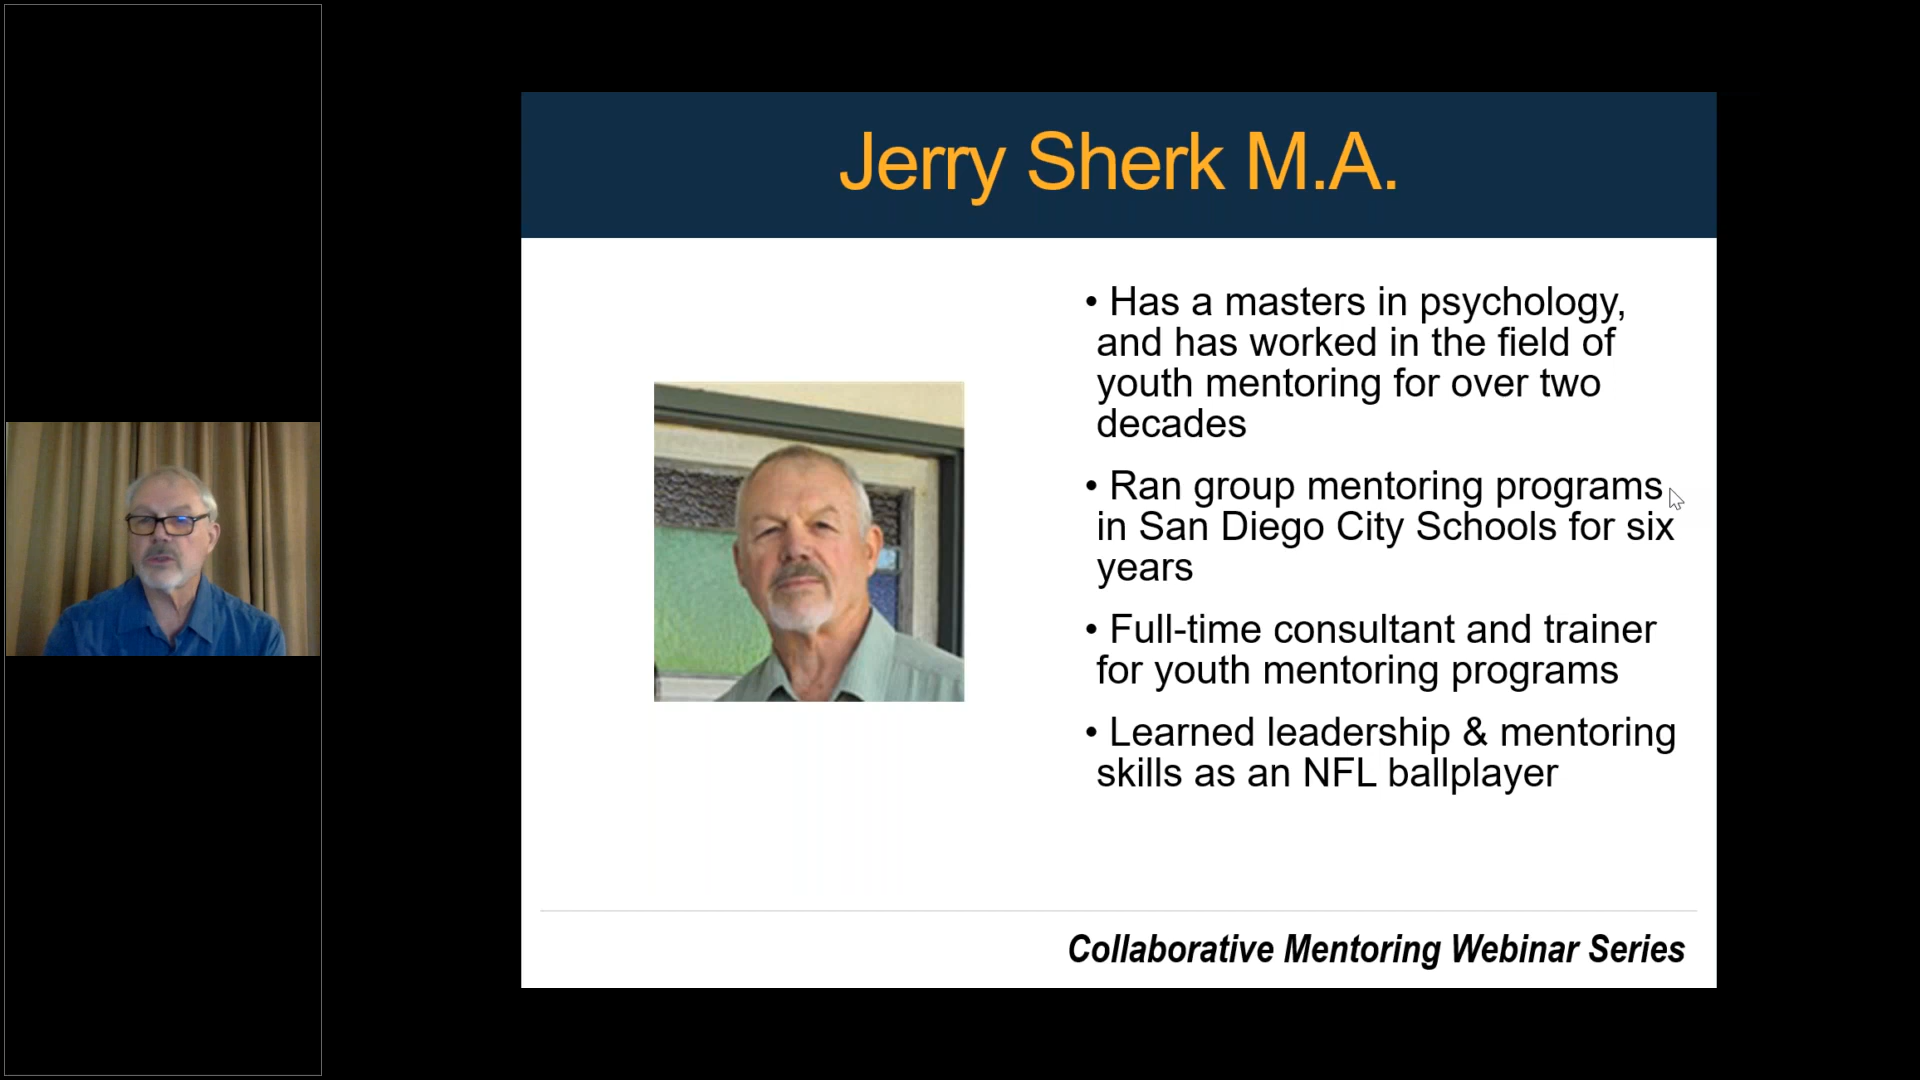 Jerry Sherk M.A.
• Has a masters in psychology,
and has worked in the field of
youth mentoring for over two
decades
• Ran group mentoring programs
in San Diego City Schools for six
years
• Full-time consultant and trainer
for youth mentoring programs
• Learned leadership & mentoring
skills as an NFL ballplayer
Collaborative Mentoring Webinar Series